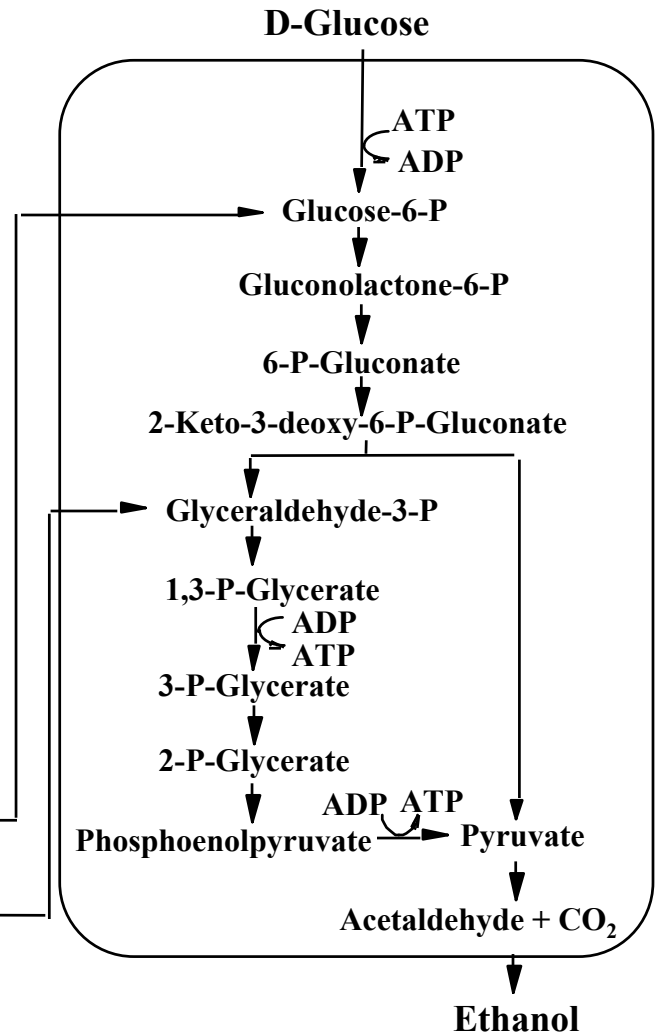 D-Glucose
ATP
ADP
Glucose-6-P
Gluconolactone-6-P
6-P-Gluconate
2-Keto-3-deoxy-6-P-Gluconate
Glyceraldehyde-3-P
1,3-P-Glycerate
ADP
ATP
3-P-Glycerate
2-P-Glycerate
ADP ATP
Phosphoenolpyruvate Pyruvate
Acetaldehyde + CO₂
Ethanol